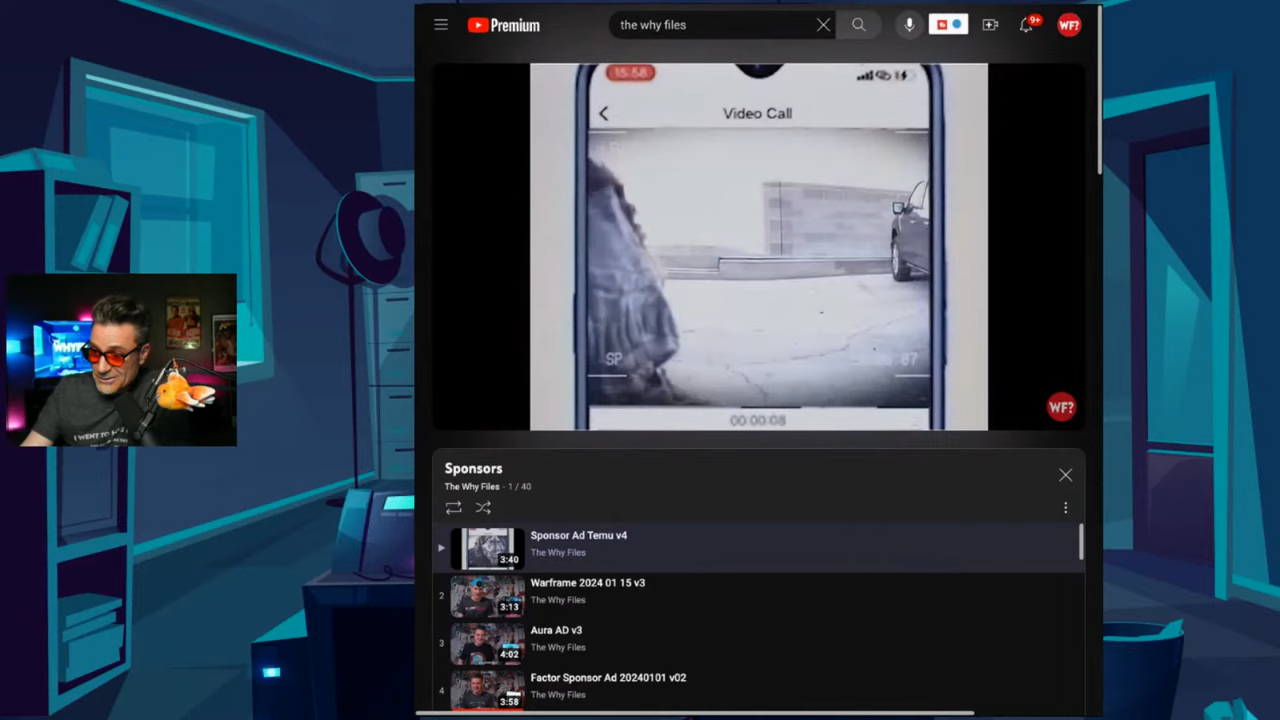 Premium
the why files
9+
WF?
15:58
Video Call
SP
87
00:00:08
WF?
Sponsors
The Why Files - 1 / 40
Sponsor Ad Temu v4
The Why Files
3:40
2
Warframe 2024 01 15 v3
The Why Files
3:13
3
Aura AD v3
The Why Files
4:02
4
Factor Sponsor Ad 20240101 v02
The Why Files
3:58
I WENT TO